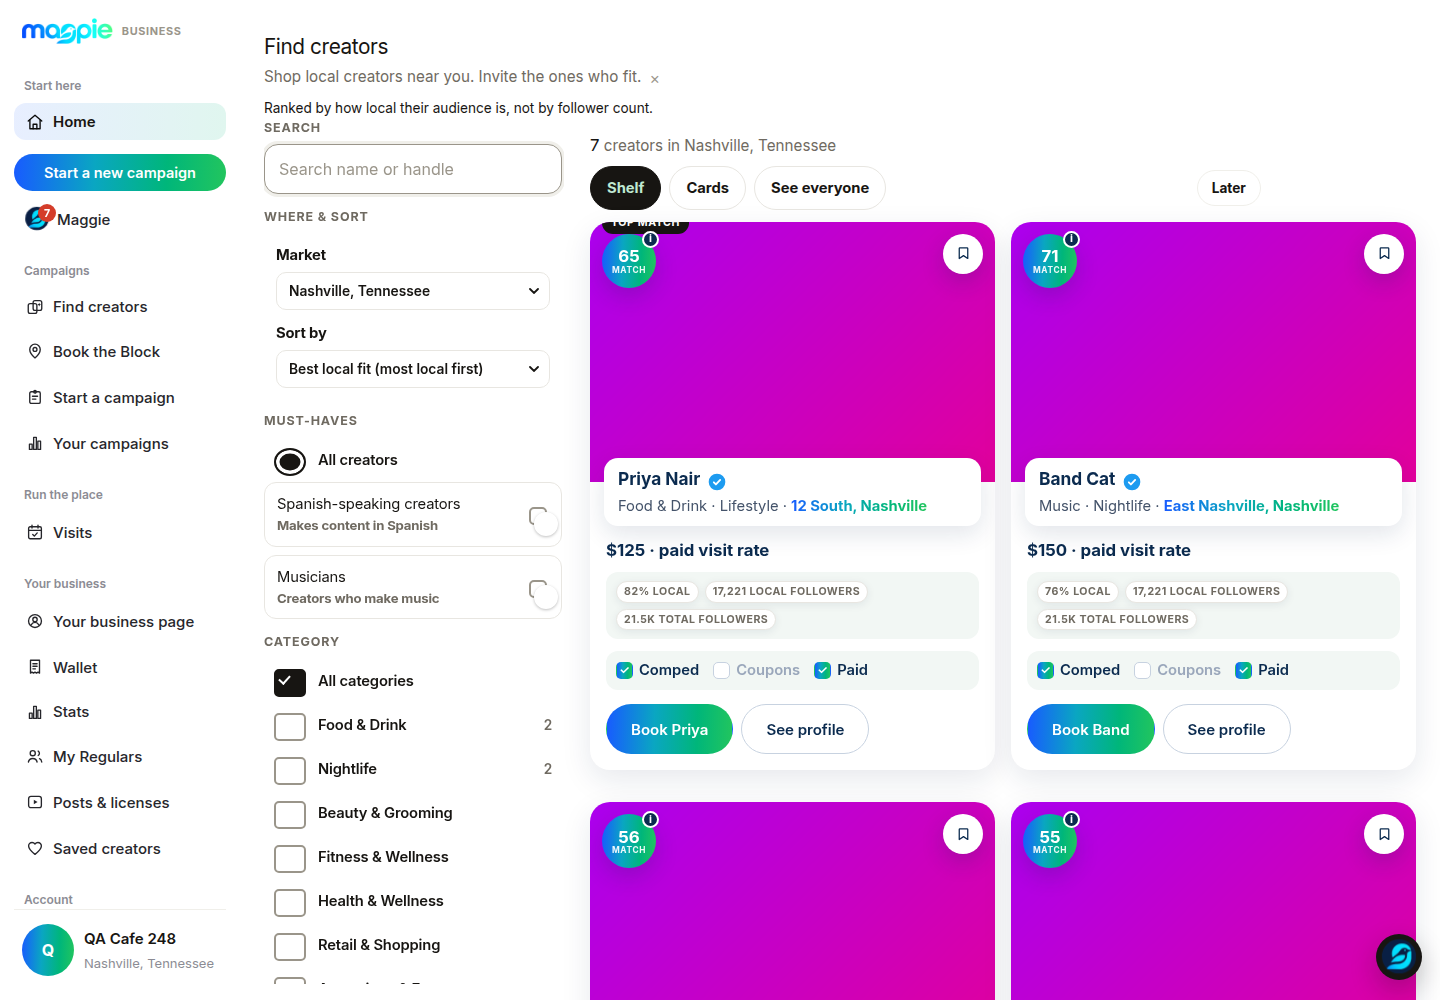 magpie BUSINESS
Start here
Home
Start a new campaign
7
Maggie
Campaigns
Find creators
Book the Block
Start a campaign
Your campaigns
Run the place
Visits
Your business
Your business page
Wallet
Stats
My Regulars
Posts & licenses
Saved creators
Account
Q
QA Cafe 248
Nashville, Tennessee
Find creators
Shop local creators near you. Invite the ones who fit. ×
Ranked by how local their audience is, not by follower count.
SEARCH
Search name or handle
WHERE & SORT
Market
Nashville, Tennessee
Sort by
Best local fit (most local first)
MUST-HAVES
All creators
Spanish-speaking creators
Makes content in Spanish
Musicians
Creators who make music
CATEGORY
All categories
Food & Drink 2
Nightlife 2
Beauty & Grooming
Fitness & Wellness
Health & Wellness
Retail & Shopping
7 creators in Nashville, Tennessee
Shelf Cards See everyone Later
TOP MATCH
65 MATCH i
Priya Nair
Food & Drink · Lifestyle · 12 South, Nashville
$125 · paid visit rate
82% LOCAL 17,221 LOCAL FOLLOWERS
21.5K TOTAL FOLLOWERS
Comped Coupons Paid
Book Priya See profile
71 MATCH i
Band Cat
Music · Nightlife · East Nashville, Nashville
$150 · paid visit rate
76% LOCAL 17,221 LOCAL FOLLOWERS
21.5K TOTAL FOLLOWERS
Comped Coupons Paid
Book Band See profile
56 MATCH i
55 MATCH i